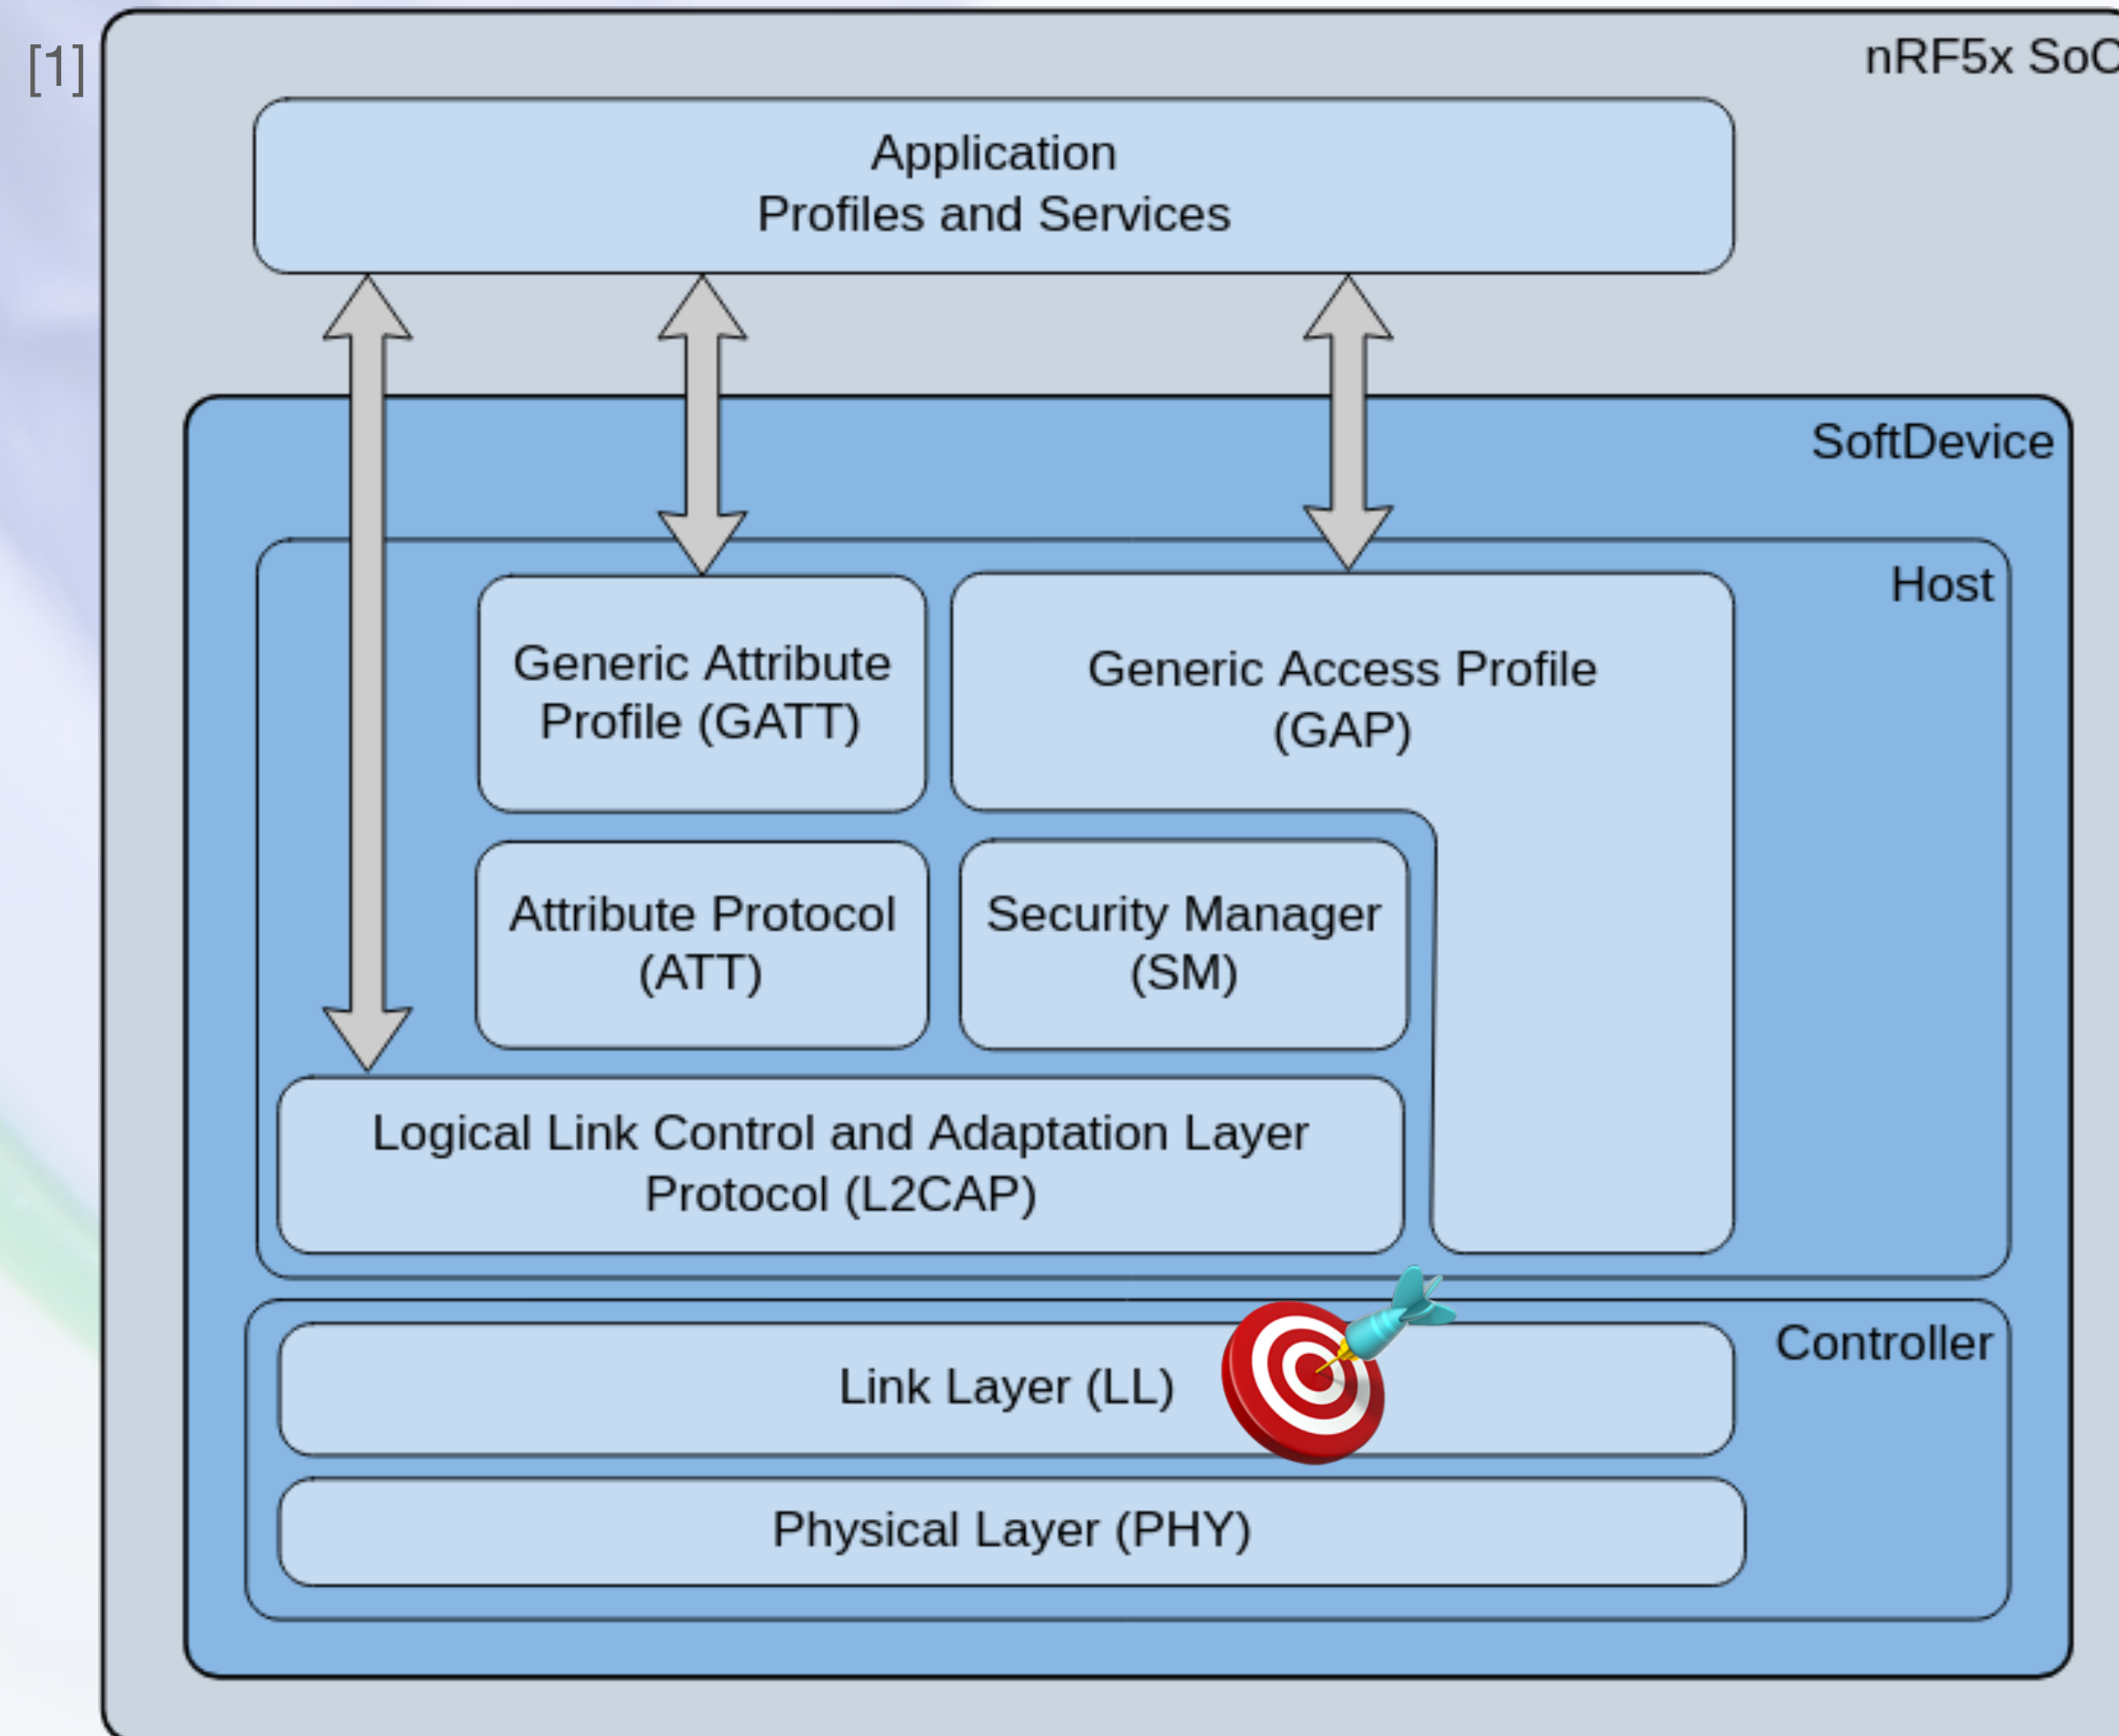 [1]
nRF5x SoC
Application
Profiles and Services
SoftDevice
Host
Generic Attribute
Profile (GATT)
Generic Access Profile
(GAP)
Attribute Protocol
(ATT)
Security Manager
(SM)
Logical Link Control and Adaptation Layer
Protocol (L2CAP)
Controller
Link Layer (LL)
Physical Layer (PHY)